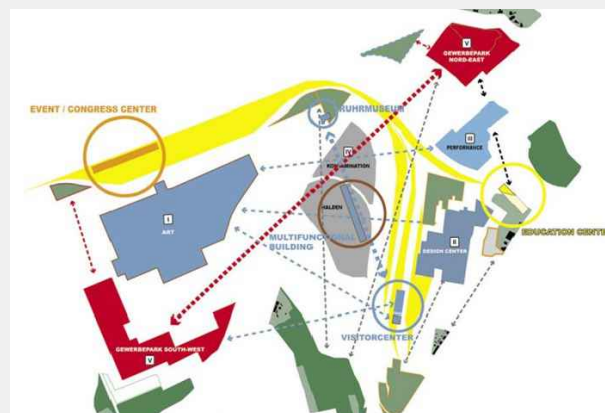 V
GEWERBEPARK
NORD-EAST
EVENT / CONGRESS CENTER
RUHRMUSEUM
III
PERFORMANCE
IV
HALDEN
I
ART
MULTIFUNCTIONAL
BUILDING
II
DESIGN CENTER
EDUCATION CENTE
VISITORCENTER
GEWERBEPARK SOUTH-WEST
V